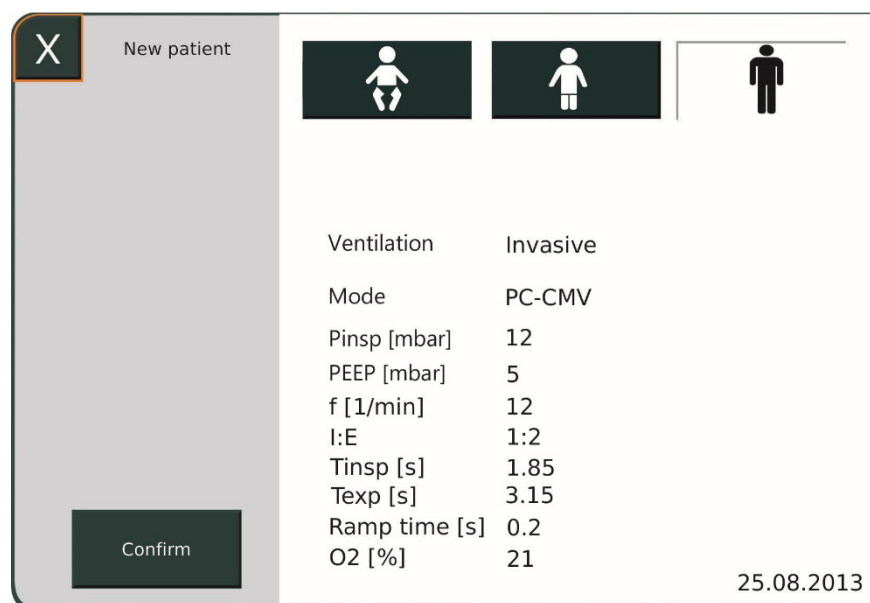 X
New patient
Ventilation Invasive
Mode PC-CMV
Pinsp [mbar] 12
PEEP [mbar] 5
f [1/min] 12
I:E 1:2
Tinsp [s] 1.85
Texp [s] 3.15
Ramp time [s] 0.2
O2 [%] 21
Confirm
25.08.2013